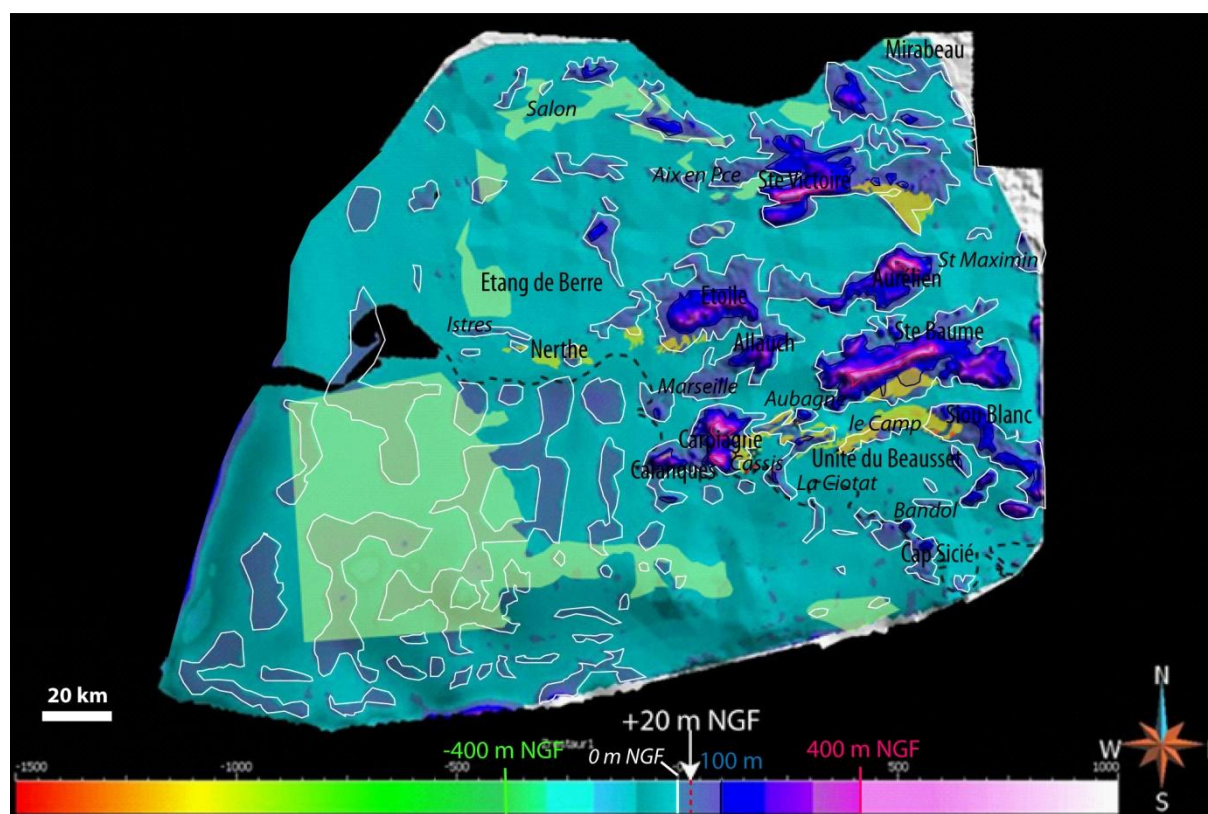 Mirabeau
Salon
Aix en Pce
Ste Victoire
St Maximin
Etang de Berre
Aurélien
Etoile
Istres
Ste Baume
Nerthe
Allauch
Marseille
Aubagne
Siou Blanc
le Camp
Carpiagne
Unité du Beausset
Cassis
Calanques
La Ciotat
Bandol
Cap Sicié
20 km
N
+20 m NGF
-400 m NGF
0 m NGF
100 m
400 m NGF
W
-1500
-1000
-500
500
1000
S